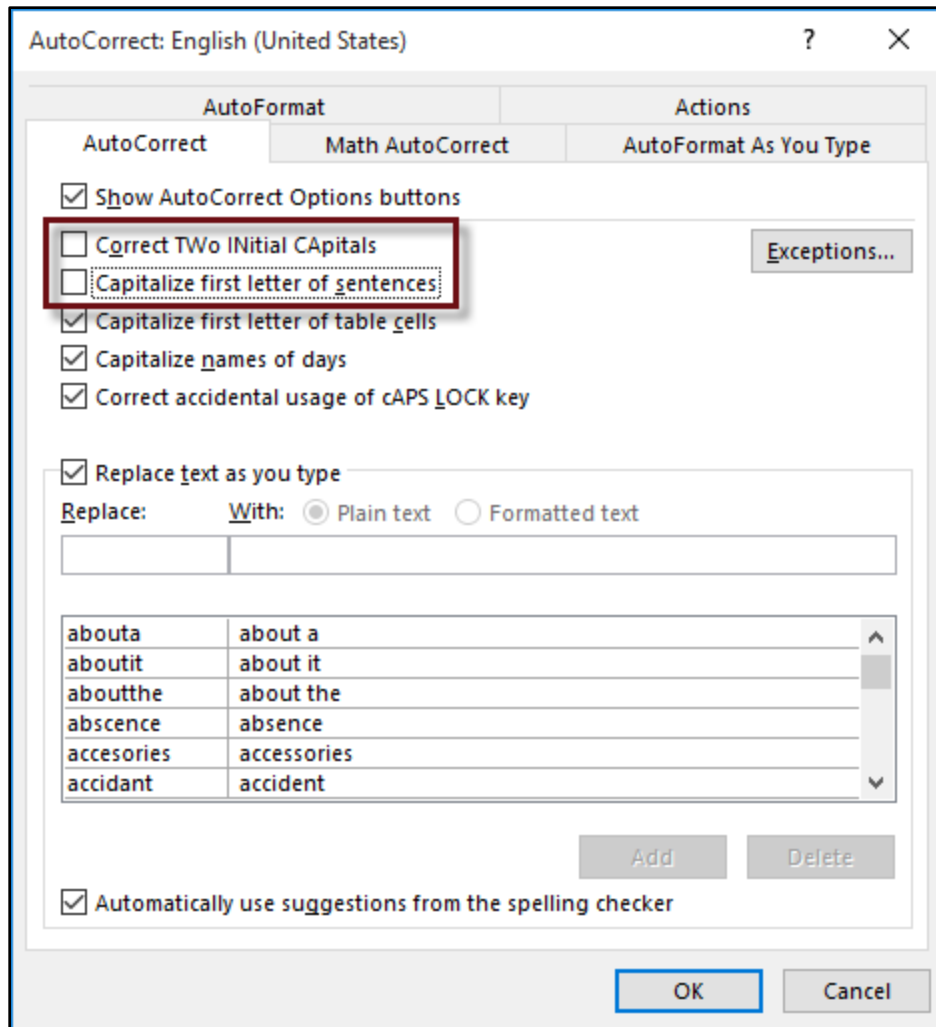 AutoCorrect: English (United States) ?
AutoFormat Actions
AutoCorrect Math AutoCorrect AutoFormat As You Type
Show AutoCorrect Options buttons
Correct TWo INitial CApitals Exceptions...
Capitalize first letter of sentences
Capitalize first letter of table cells
Capitalize names of days
Correct accidental usage of cAPS LOCK key
Replace text as you type
Replace: With: Plain text Formatted text
abouta about a
aboutit about it
aboutthe about the
abscence absence
accesories accessories
accidant accident
Add Delete
Automatically use suggestions from the spelling checker
OK Cancel